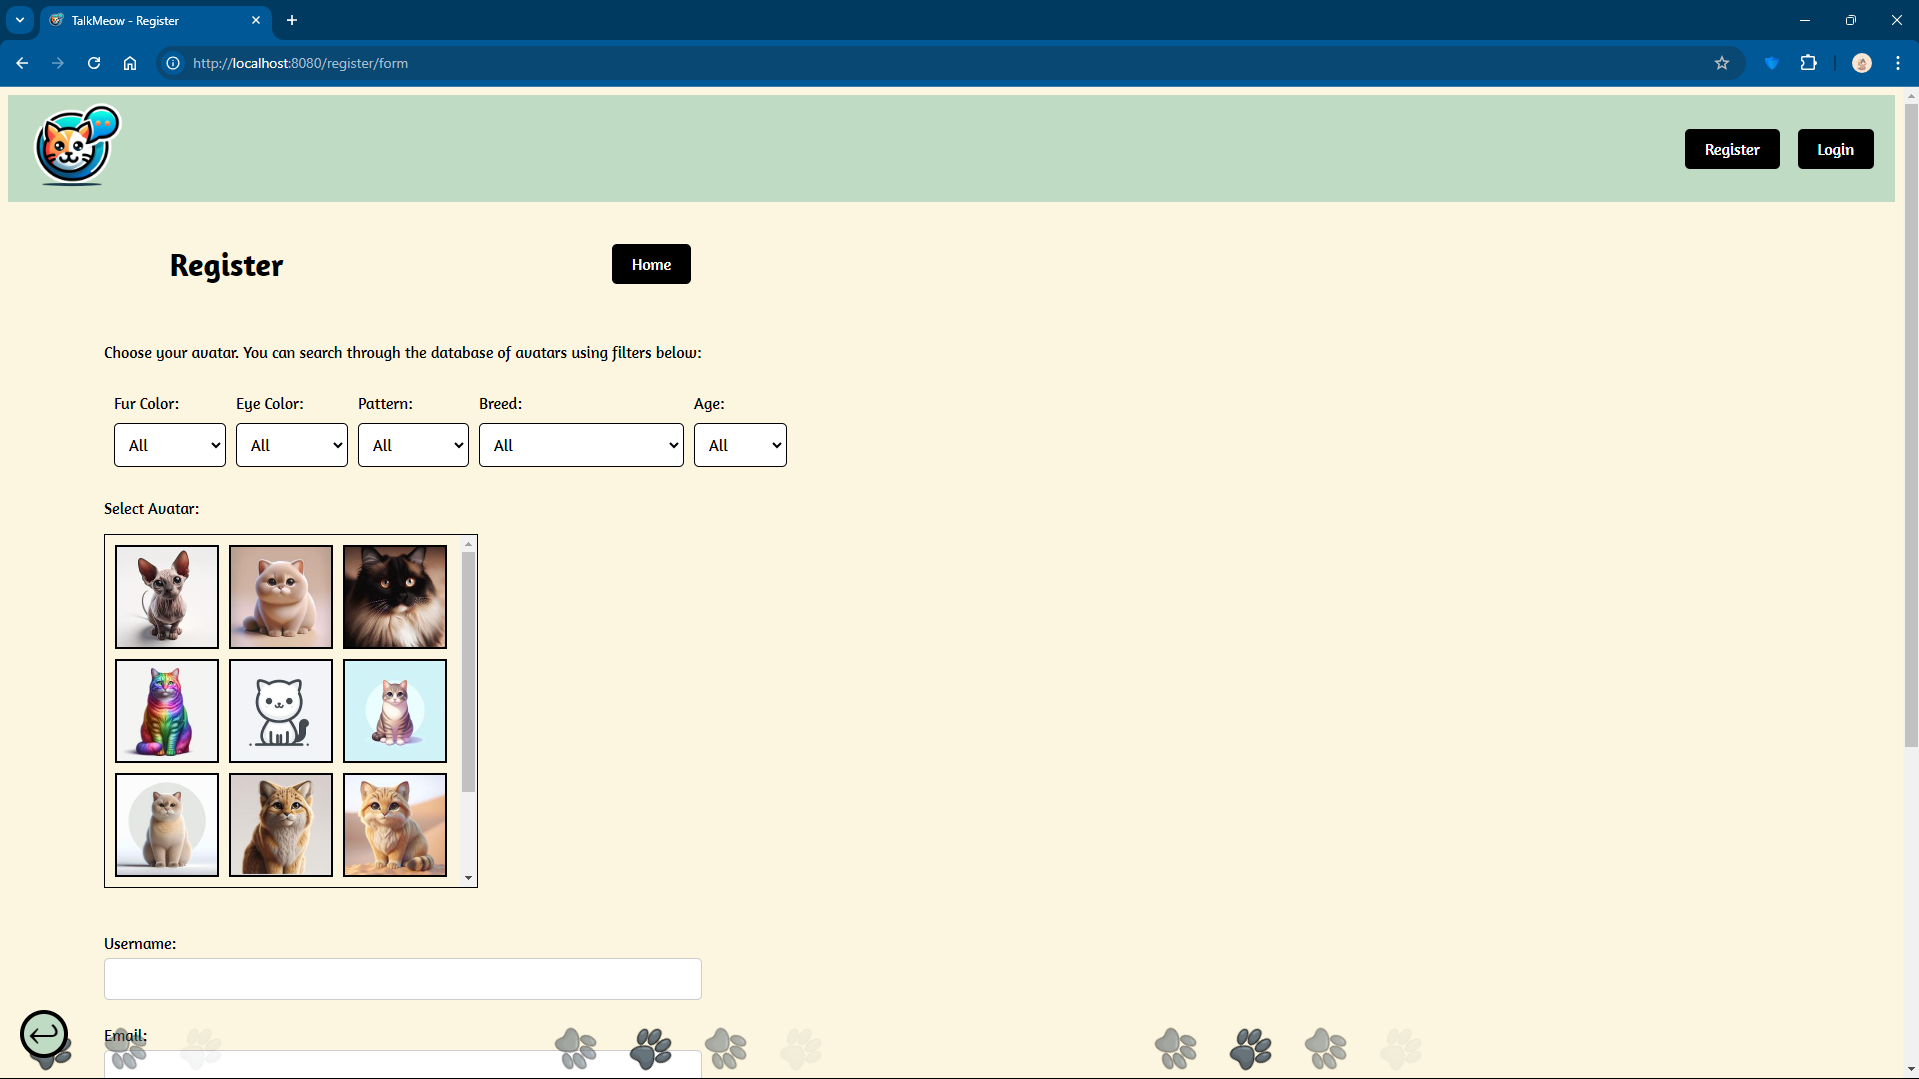 TalkMeow - Register
http://localhost:8080/register/form
Register
Login
Register
Home
Choose your avatar. You can search through the database of avatars using filters below:
Fur Color:
Eye Color:
Pattern:
Breed:
Age:
All
All
All
All
All
Select Avatar:
Username:
Email: